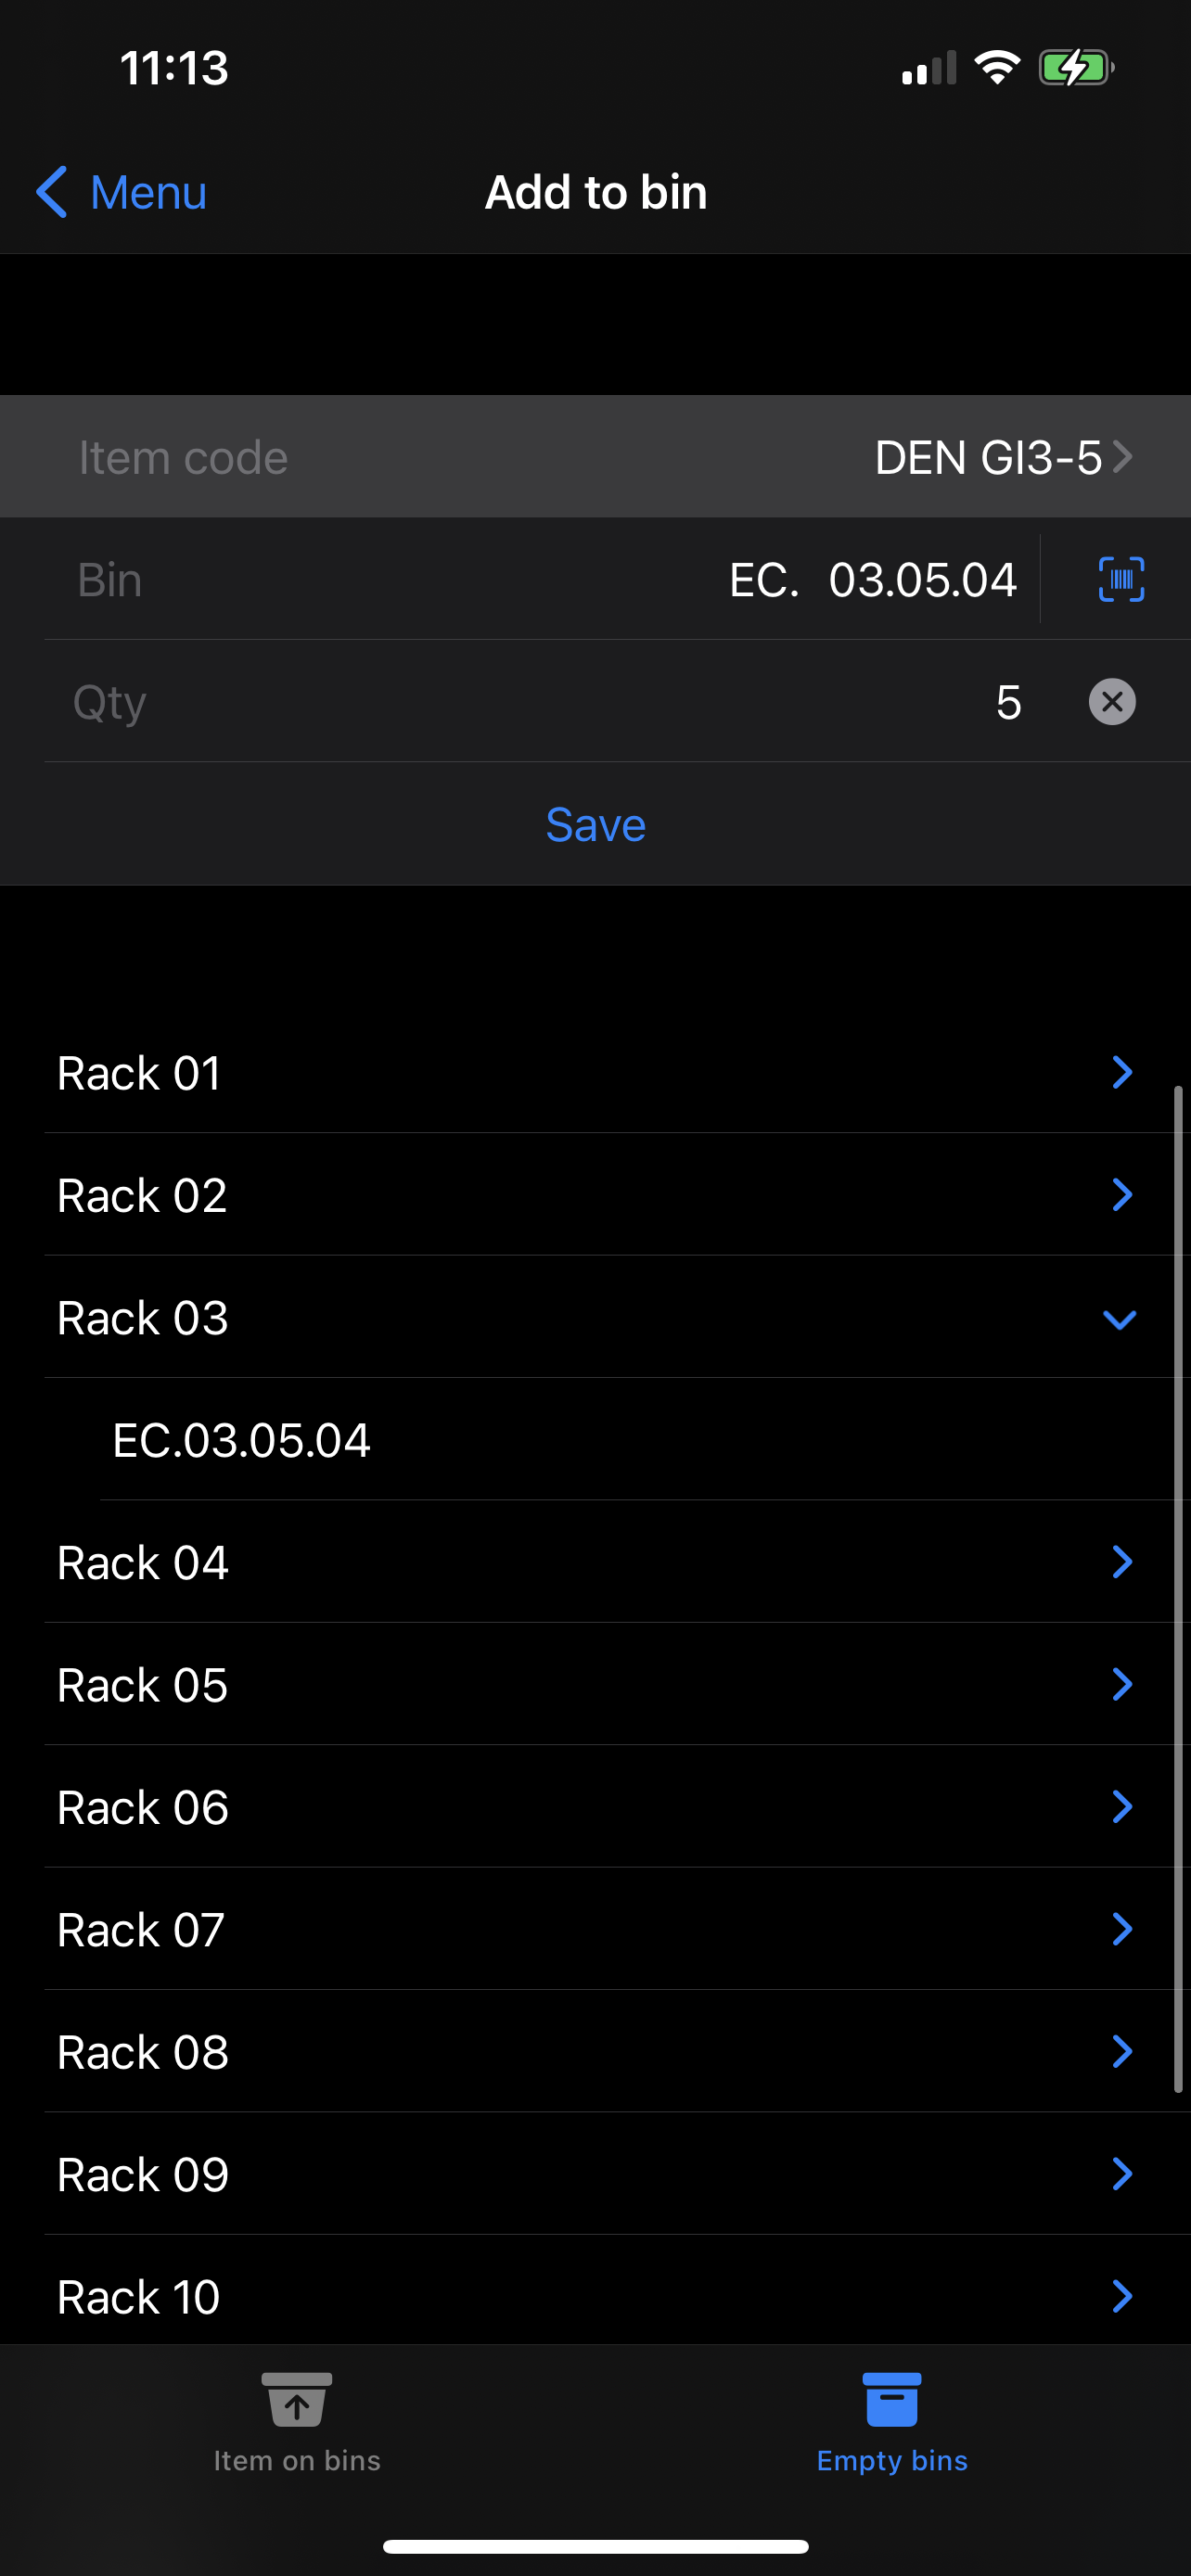 11:13
Menu
Add to bin
Item code DEN GI3-5
Bin EC. 03.05.04
Qty 5
Save
Rack 01
Rack 02
Rack 03
EC.03.05.04
Rack 04
Rack 05
Rack 06
Rack 07
Rack 08
Rack 09
Rack 10
Item on bins
Empty bins